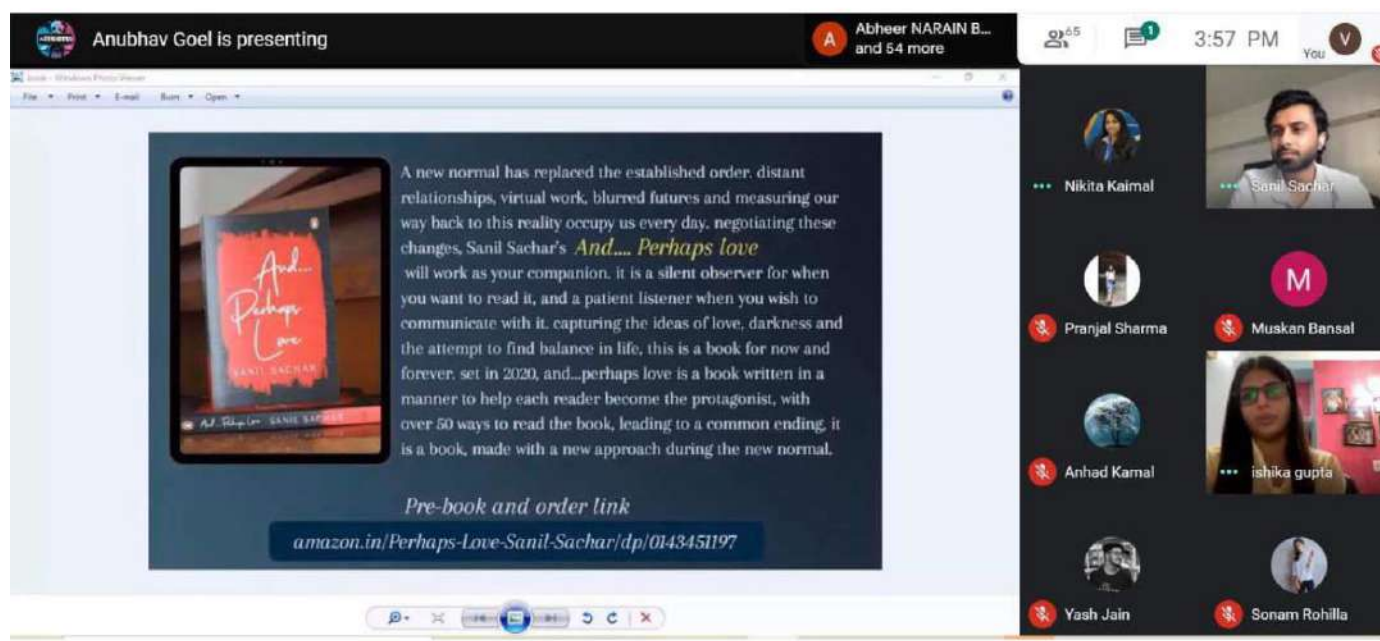 Anubhav Goel is presenting
Abheer NARAIN B...
and 54 more
65
1
3:57 PM
You
V
A
book - Windows Photo Viewer
File Print E-mail Burn Open
A new normal has replaced the established order. distant
relationships, virtual work, blurred futures and measuring our
way back to this reality occupy us every day. negotiating these
changes, Sanil Sachar's And.... Perhaps love
will work as your companion. it is a silent observer for when
you want to read it, and a patient listener when you wish to
communicate with it. capturing the ideas of love, darkness and
the attempt to find balance in life, this is a book for now and
forever. set in 2020, and...perhaps love is a book written in a
manner to help each reader become the protagonist, with
over 50 ways to read the book, leading to a common ending, it
is a book, made with a new approach during the new normal.
And...
Perhaps
Love
SANIL SACHAR
And.. Perhaps Love SANIL SACHAR
Pre-book and order link
amazon.in/Perhaps-Love-Sanil-Sachar/dp/0143451197
Nikita Kaimal
Sanil Sachar
Pranjal Sharma
M
Muskan Bansal
Anhad Kamal
ishika gupta
Yash Jain
Sonam Rohilla